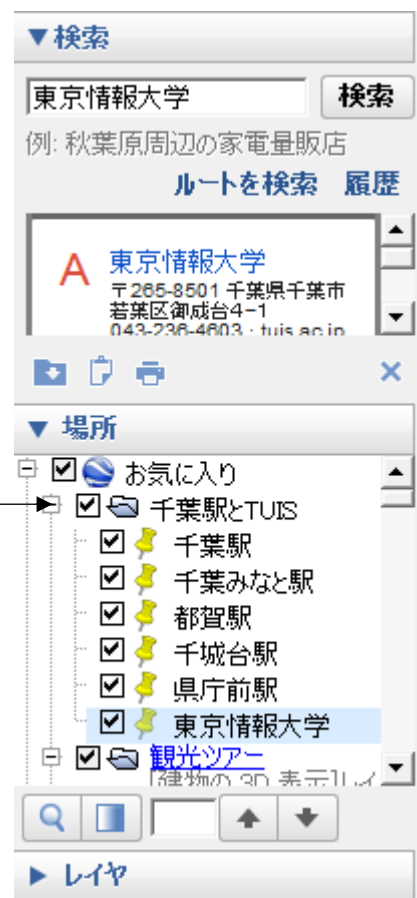 ▼検索
東京情報大学 検索
例: 秋葉原周辺の家電量販店
ルートを検索 履歴
A 東京情報大学
〒265-8501 千葉県千葉市
若葉区御成台4-1
043-236-4603 · tuis.ac.jp
▼ 場所
お気に入り
千葉駅とTUIS
千葉駅
千葉みなと駅
都賀駅
千城台駅
県庁前駅
東京情報大学
観光ツアー
[建物の 3D 表示]レイ
▶ レイヤ